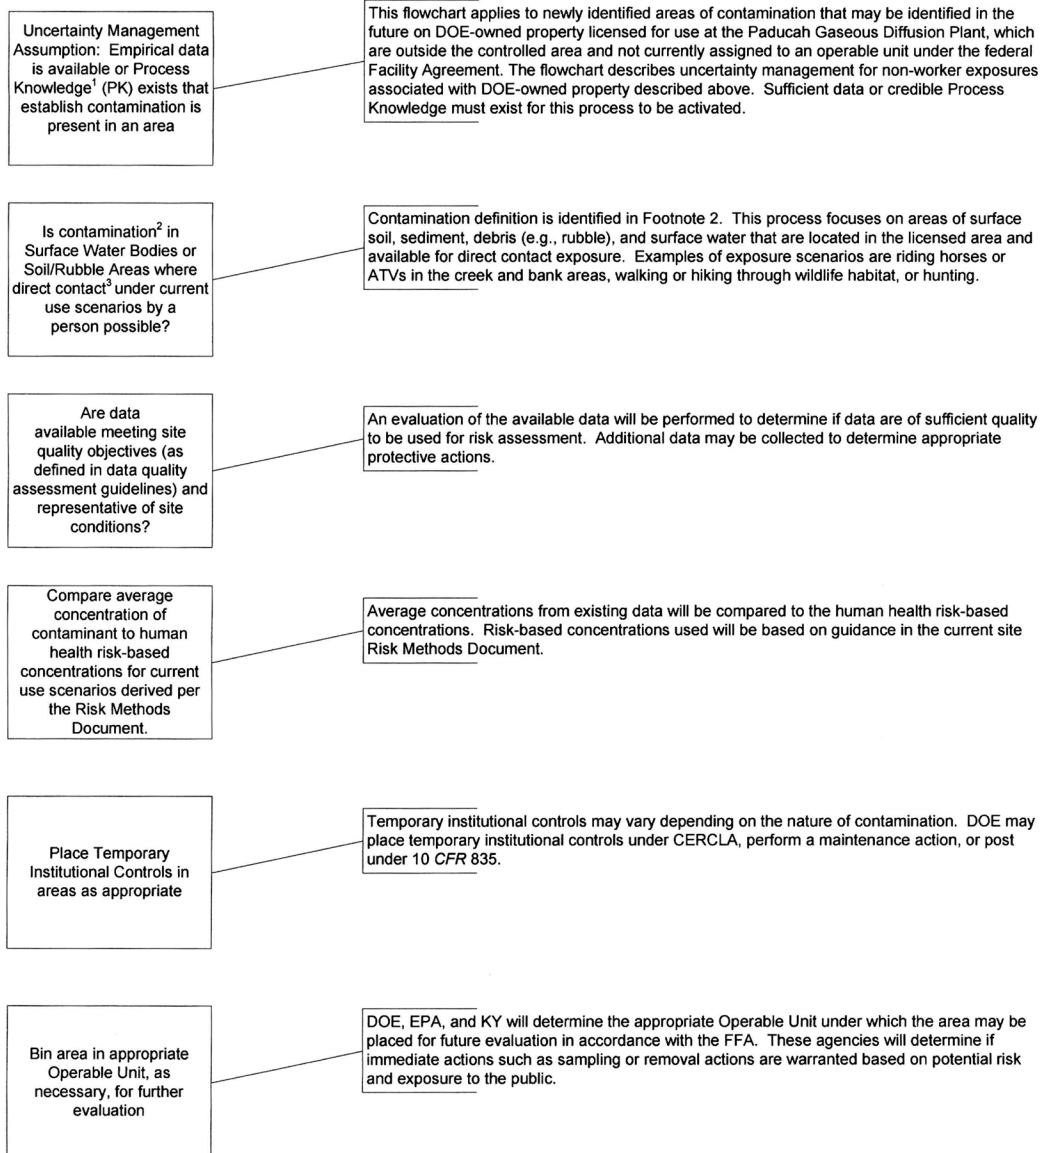 Uncertainty Management
Assumption: Empirical data
is available or Process
Knowledge¹ (PK) exists that
establish contamination is
present in an area
This flowchart applies to newly identified areas of contamination that may be identified in the
future on DOE-owned property licensed for use at the Paducah Gaseous Diffusion Plant, which
are outside the controlled area and not currently assigned to an operable unit under the federal
Facility Agreement. The flowchart describes uncertainty management for non-worker exposures
associated with DOE-owned property described above. Sufficient data or credible Process
Knowledge must exist for this process to be activated.
Is contamination² in
Surface Water Bodies or
Soil/Rubble Areas where
direct contact³ under current
use scenarios by a
person possible?
Contamination definition is identified in Footnote 2. This process focuses on areas of surface
soil, sediment, debris (e.g., rubble), and surface water that are located in the licensed area and
available for direct contact exposure. Examples of exposure scenarios are riding horses or
ATVs in the creek and bank areas, walking or hiking through wildlife habitat, or hunting.
Are data
available meeting site
quality objectives (as
defined in data quality
assessment guidelines) and
representative of site
conditions?
An evaluation of the available data will be performed to determine if data are of sufficient quality
to be used for risk assessment. Additional data may be collected to determine appropriate
protective actions.
Compare average
concentration of
contaminant to human
health risk-based
concentrations for current
use scenarios derived per
the Risk Methods
Document.
Average concentrations from existing data will be compared to the human health risk-based
concentrations. Risk-based concentrations used will be based on guidance in the current site
Risk Methods Document.
Place Temporary
Institutional Controls in
areas as appropriate
Temporary institutional controls may vary depending on the nature of contamination. DOE may
place temporary institutional controls under CERCLA, perform a maintenance action, or post
under 10 CFR 835.
Bin area in appropriate
Operable Unit, as
necessary, for further
evaluation
DOE, EPA, and KY will determine the appropriate Operable Unit under which the area may be
placed for future evaluation in accordance with the FFA. These agencies will determine if
immediate actions such as sampling or removal actions are warranted based on potential risk
and exposure to the public.